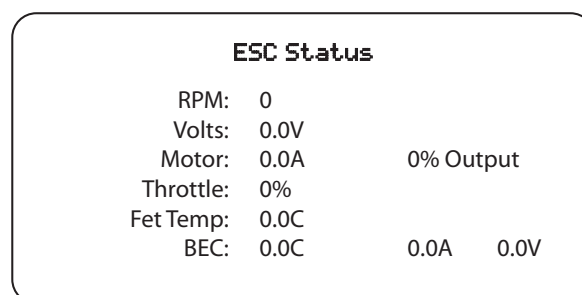 ESC Status
RPM: 0
Volts: 0.0V
Motor: 0.0A 0% Output
Throttle: 0%
Fet Temp: 0.0C
BEC: 0.0C 0.0A 0.0V